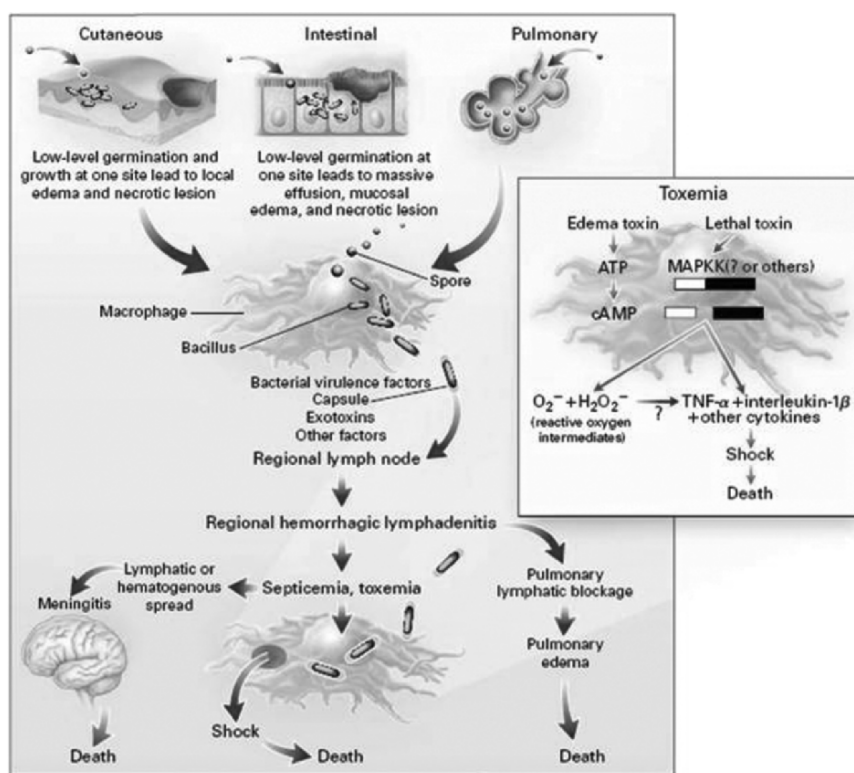 Cutaneous
Intestinal
Pulmonary
Low-level germination and
growth at one site lead to local
edema and necrotic lesion
Low-level germination at
one site leads to massive
effusion, mucosal
edema, and necrotic lesion
Spore
Macrophage
Bacillus
Bacterial virulence factors
Capsule
Exotoxins
Other factors
Regional lymph node
Regional hemorrhagic lymphadenitis
Lymphatic or
hematogenous
spread
Meningitis
Septicemia, toxemia
Pulmonary
lymphatic blockage
Pulmonary
edema
Shock
Death
Death
Death
Toxemia
Edema toxin
Lethal toxin
ATP
MAPKK(? or others)
cAMP
O₂⁻ + H₂O₂⁻
(reactive oxygen
intermediates)
?
TNF-α + interleukin-1β
+other cytokines
Shock
Death